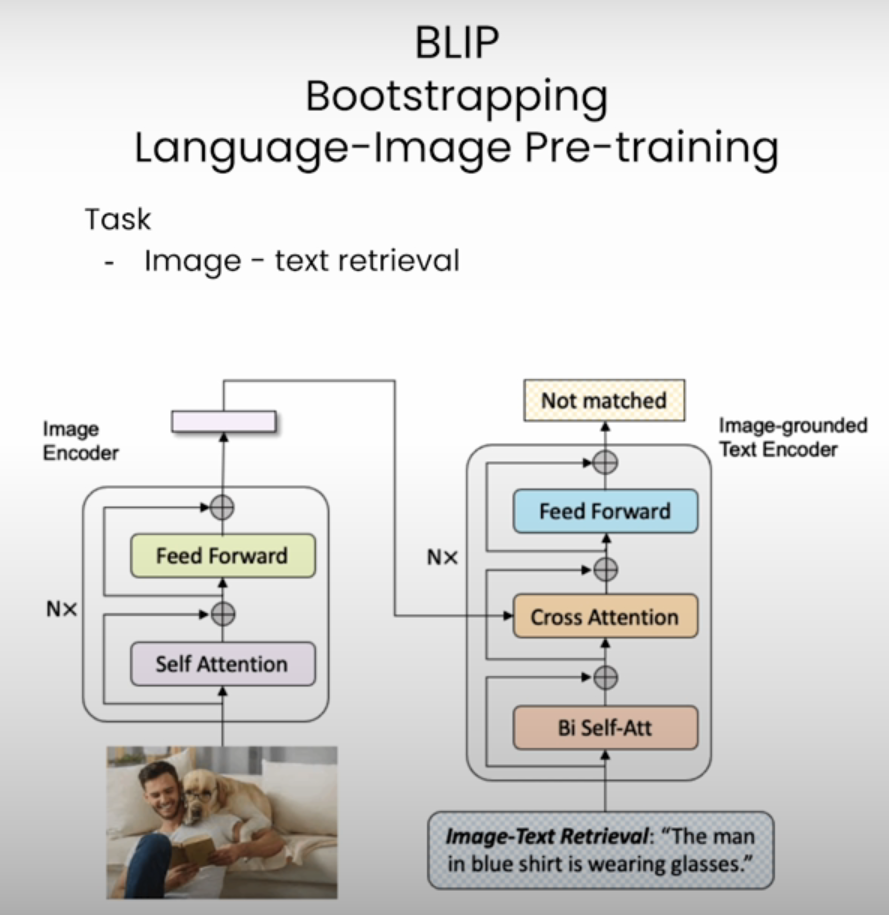 BLIP
Bootstrapping
Language-Image Pre-training
Task
- Image - text retrieval
Image
Encoder
Feed Forward
N×
Self Attention
Not matched
Image-grounded
Text Encoder
Feed Forward
N×
Cross Attention
Bi Self-Att
Image-Text Retrieval: “The man
in blue shirt is wearing glasses.”